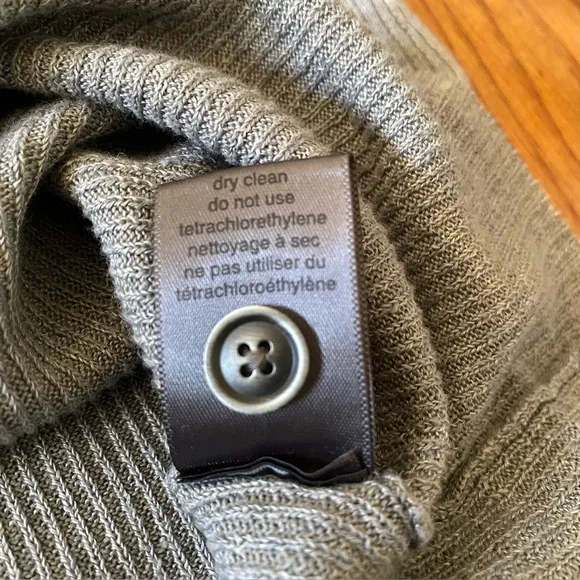 dry clean
do not use
tetrachlorethylene
nettoyage à sec
ne pas utiliser du
tétrachloroéthylène